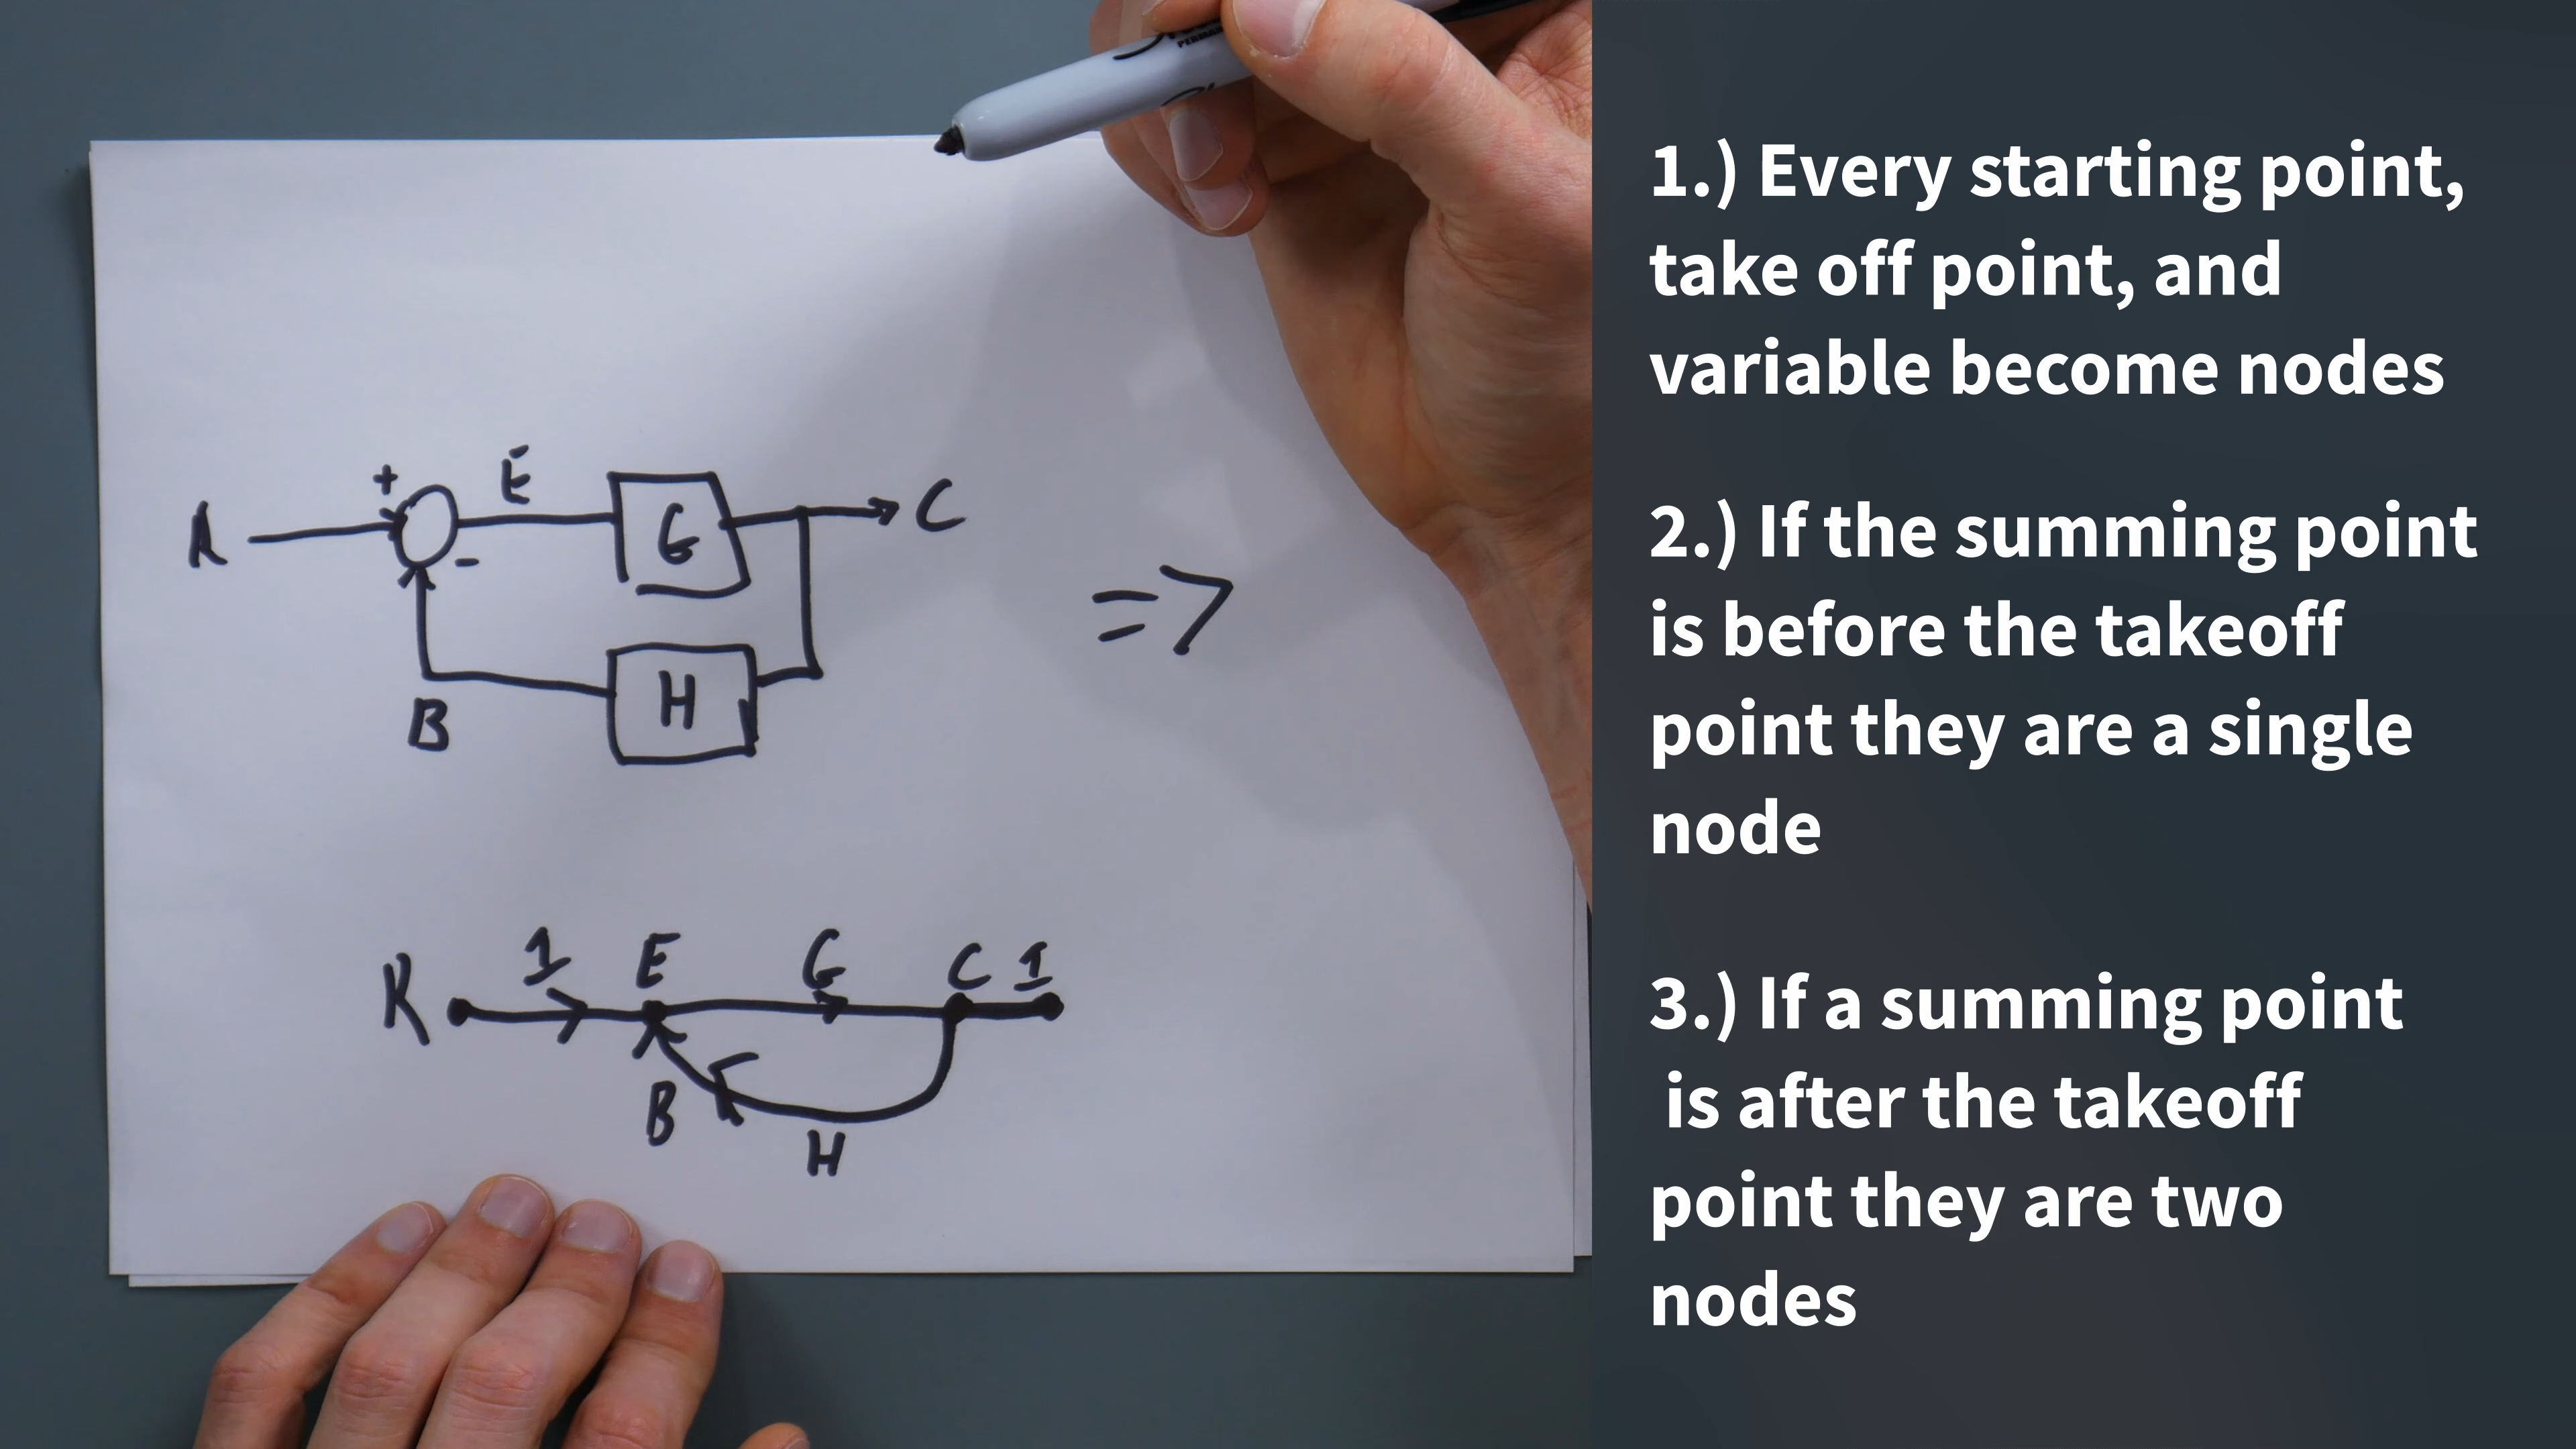 PERMAN
+
E
R
G
C
-
=>
B
H
1
E
G
C
1
R
B
H
1.) Every starting point,
take off point, and
variable become nodes
2.) If the summing point
is before the takeoff
point they are a single
node
3.) If a summing point
is after the takeoff
point they are two
nodes